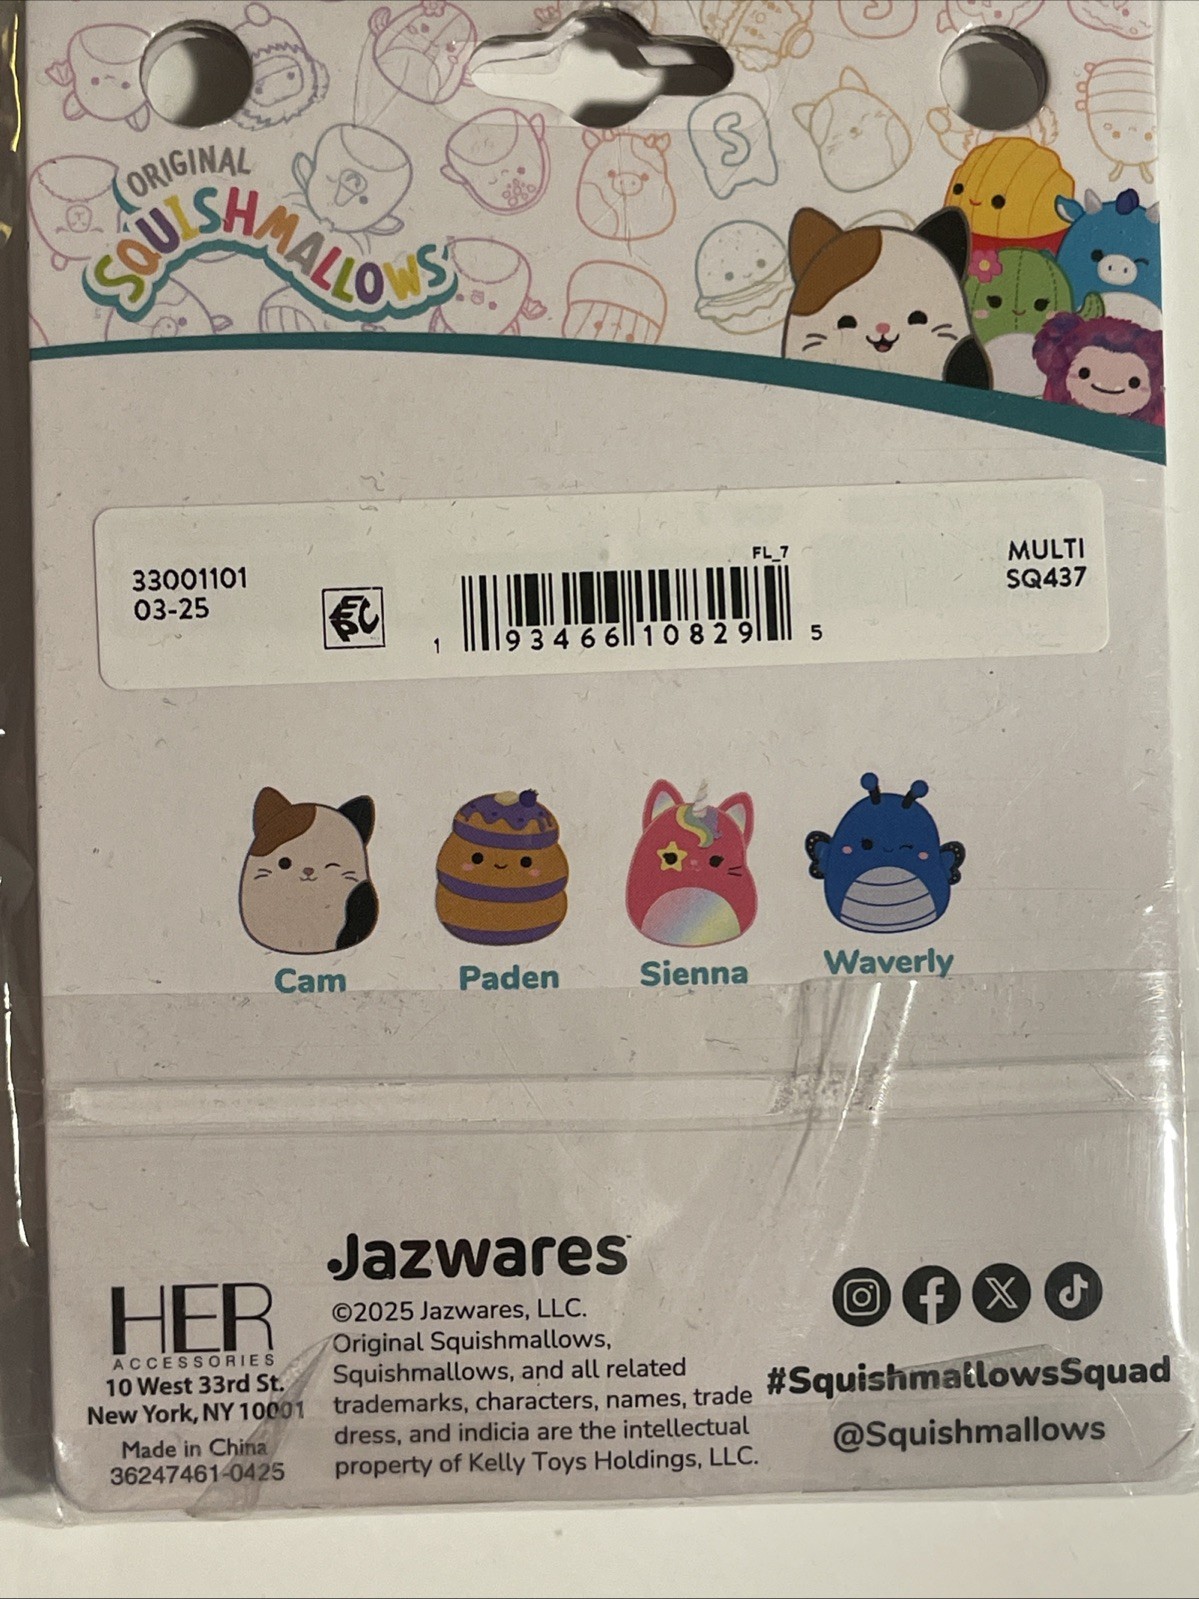 ORIGINAL
SQUISHMALLOWS
S
33001101
03-25
EPC
FL_7
1 93466 10829 5
MULTI
SQ437
Cam
Paden
Sienna
Waverly
HER
ACCESSORIES
10 West 33rd St.
New York, NY 10001
Made in China
36247461-0425
Jazwares
©2025 Jazwares, LLC.
Original Squishmallows,
Squishmallows, and all related
trademarks, characters, names, trade
dress, and indicia are the intellectual
property of Kelly Toys Holdings, LLC.
#SquishmallowsSquad
@Squishmallows